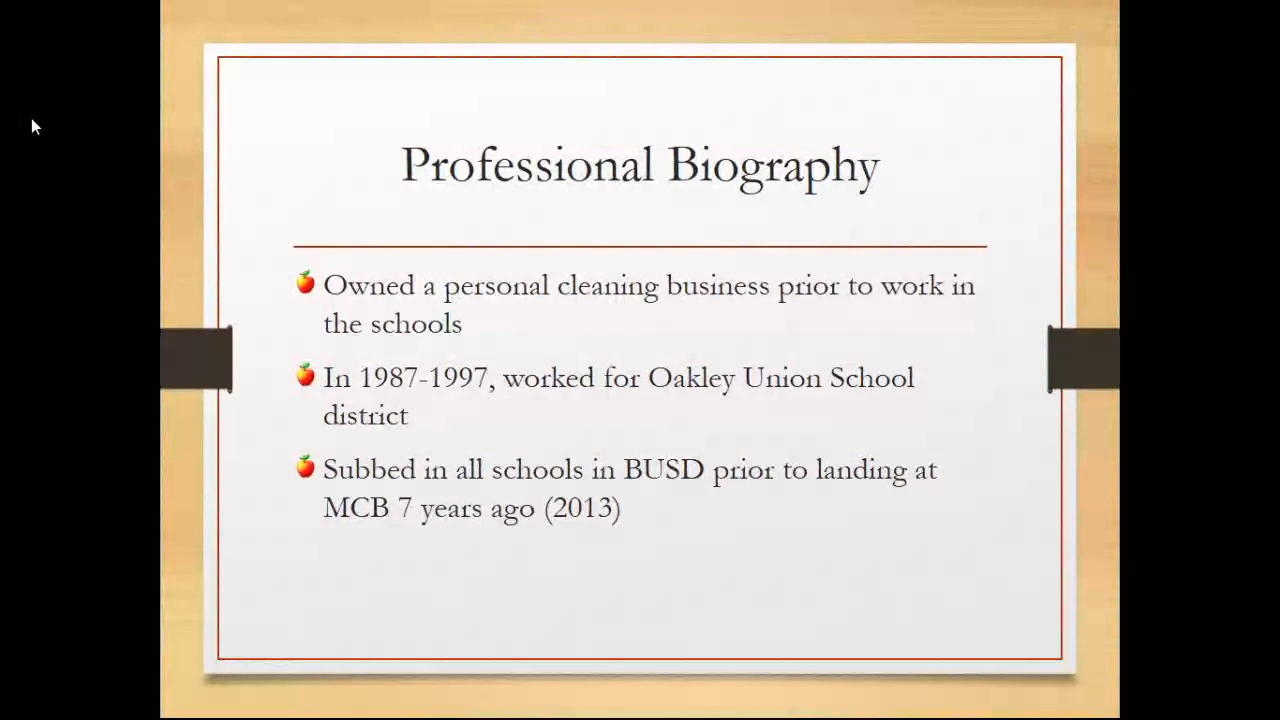 Professional Biography
Owned a personal cleaning business prior to work in
the schools
In 1987-1997, worked for Oakley Union School
district
Subbed in all schools in BUSD prior to landing at
MCB 7 years ago (2013)